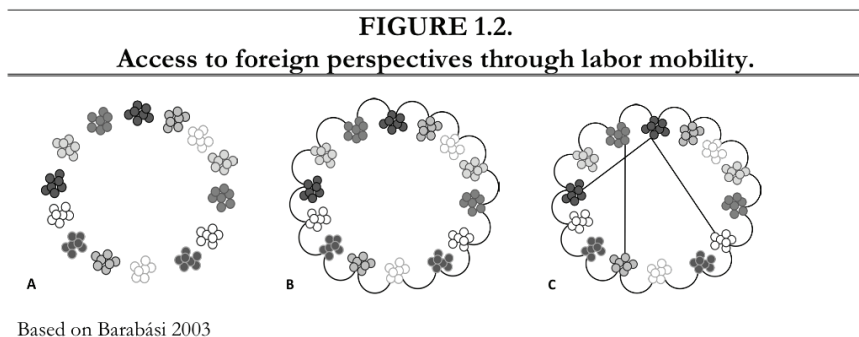 FIGURE 1.2.
Access to foreign perspectives through labor mobility.
A
B
C
Based on Barabási 2003